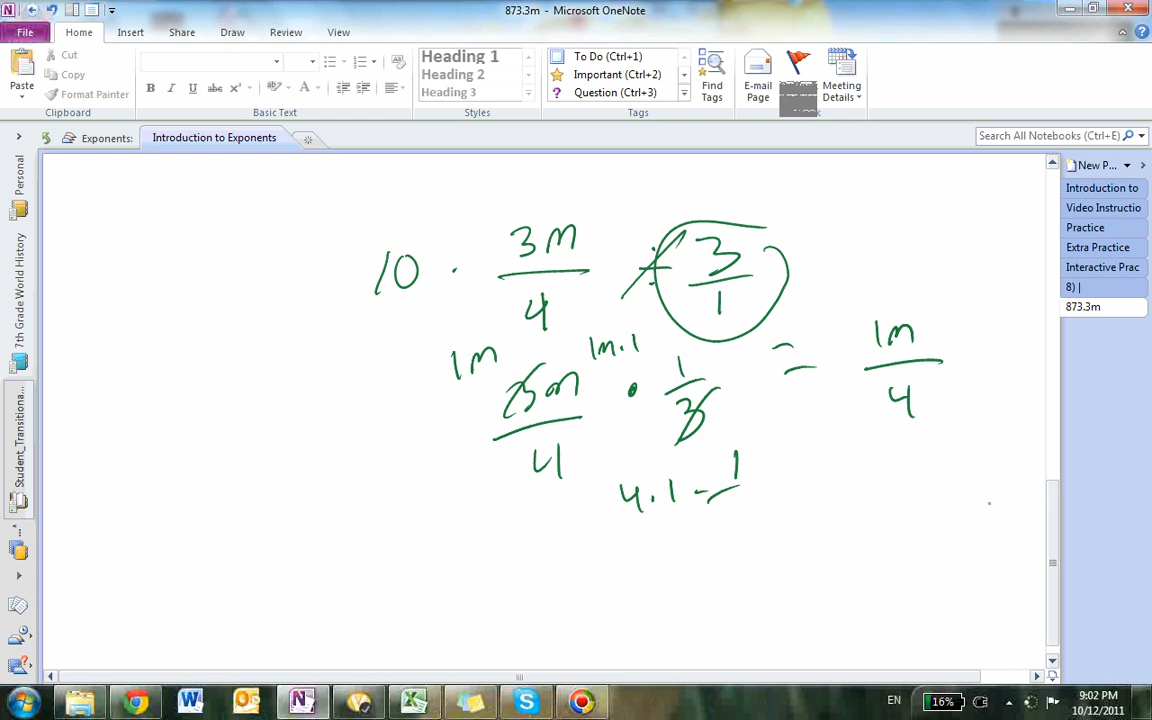 873.3m - Microsoft OneNote
File Home Insert Share Draw Review View
Cut
Copy
Format Painter
Paste
Clipboard
B I U abc x²
Basic Text
Heading 1
Heading 2
Heading 3
Styles
To Do (Ctrl+1)
Important (Ctrl+2)
Question (Ctrl+3)
Find Tags
Tags
E-mail Page
Meeting Details
Exponents: Introduction to Exponents
Search All Notebooks (Ctrl+E)
Personal
7th Grade World History
Student_Transitiona
New P...
Introduction to
Video Instructio
Practice
Extra Practice
Interactive Prac
8) |
873.3m
10 · 3m/4 ÷ 3/1
1m 3m/4 1m·1 · 1/3 = 1m/4
4·1 1
EN 16% 9:02 PM
10/12/2011